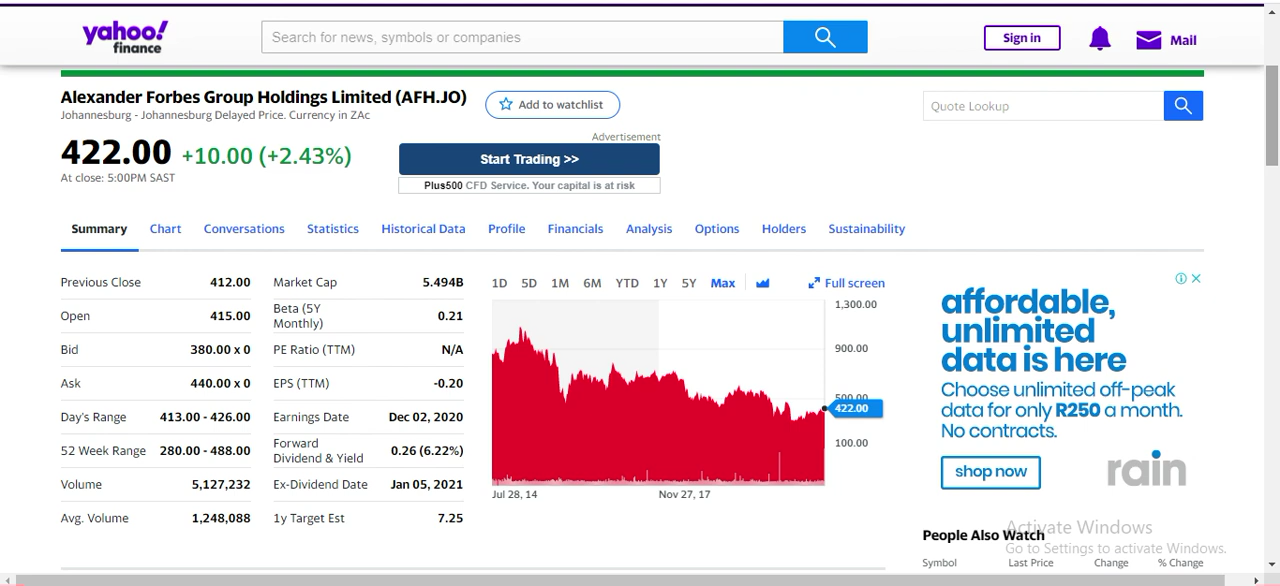 yahoo!
finance
Search for news, symbols or companies
Sign in
Mail
Alexander Forbes Group Holdings Limited (AFH.JO)
Add to watchlist
Quote Lookup
Johannesburg - Johannesburg Delayed Price. Currency in ZAc
422.00 +10.00 (+2.43%)
At close: 5:00PM SAST
Advertisement
Start Trading >>
Plus500 CFD Service. Your capital is at risk
Summary Chart Conversations Statistics Historical Data Profile Financials Analysis Options Holders Sustainability
Previous Close 412.00
Open 415.00
Bid 380.00 x 0
Ask 440.00 x 0
Day's Range 413.00 - 426.00
52 Week Range 280.00 - 488.00
Volume 5,127,232
Avg. Volume 1,248,088
Market Cap 5.494B
Beta (5Y
Monthly) 0.21
PE Ratio (TTM) N/A
EPS (TTM) -0.20
Earnings Date Dec 02, 2020
Forward
Dividend & Yield 0.26 (6.22%)
Ex-Dividend Date Jan 05, 2021
1y Target Est 7.25
1D 5D 1M 6M YTD 1Y 5Y Max Full screen
1,300.00
900.00
500.00
422.00
100.00
Jul 28, 14 Nov 27, 17
affordable,
unlimited
data is here
Choose unlimited off-peak
data for only R250 a month.
No contracts.
shop now
rain
People Also Watch
Symbol Last Price Change % Change
Activate Windows
Go to Settings to activate Windows.